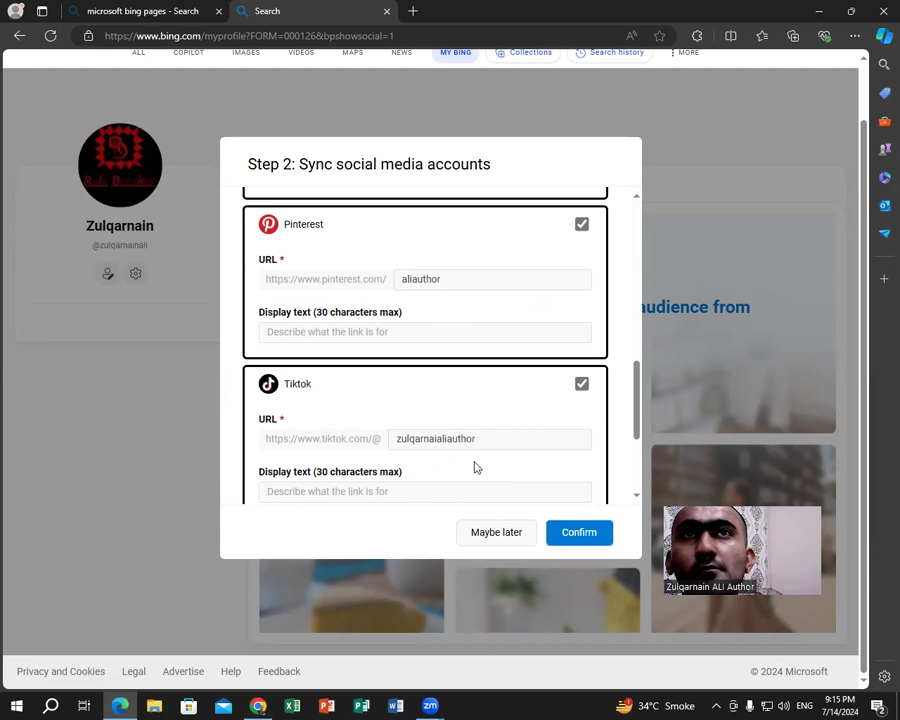 microsoft bing pages - Search
Search
https://www.bing.com/myprofile?FORM=000126&bpshowsocial=1
ALL COPILOT IMAGES VIDEOS MAPS NEWS MY BING Collections Search history MORE
Step 2: Sync social media accounts
Pinterest
URL *
https://www.pinterest.com/ aliauthor
Display text (30 characters max)
Describe what the link is for
Tiktok
URL *
https://www.tiktok.com/@ zulqarnaialiauthor
Display text (30 characters max)
Describe what the link is for
Maybe later Confirm
Zulqarnain
@zulqarnainali
audience from
Zulqarnain ALI Author
Privacy and Cookies Legal Advertise Help Feedback © 2024 Microsoft
34°C Smoke
ENG
9:15 PM
7/14/2024
2
zm